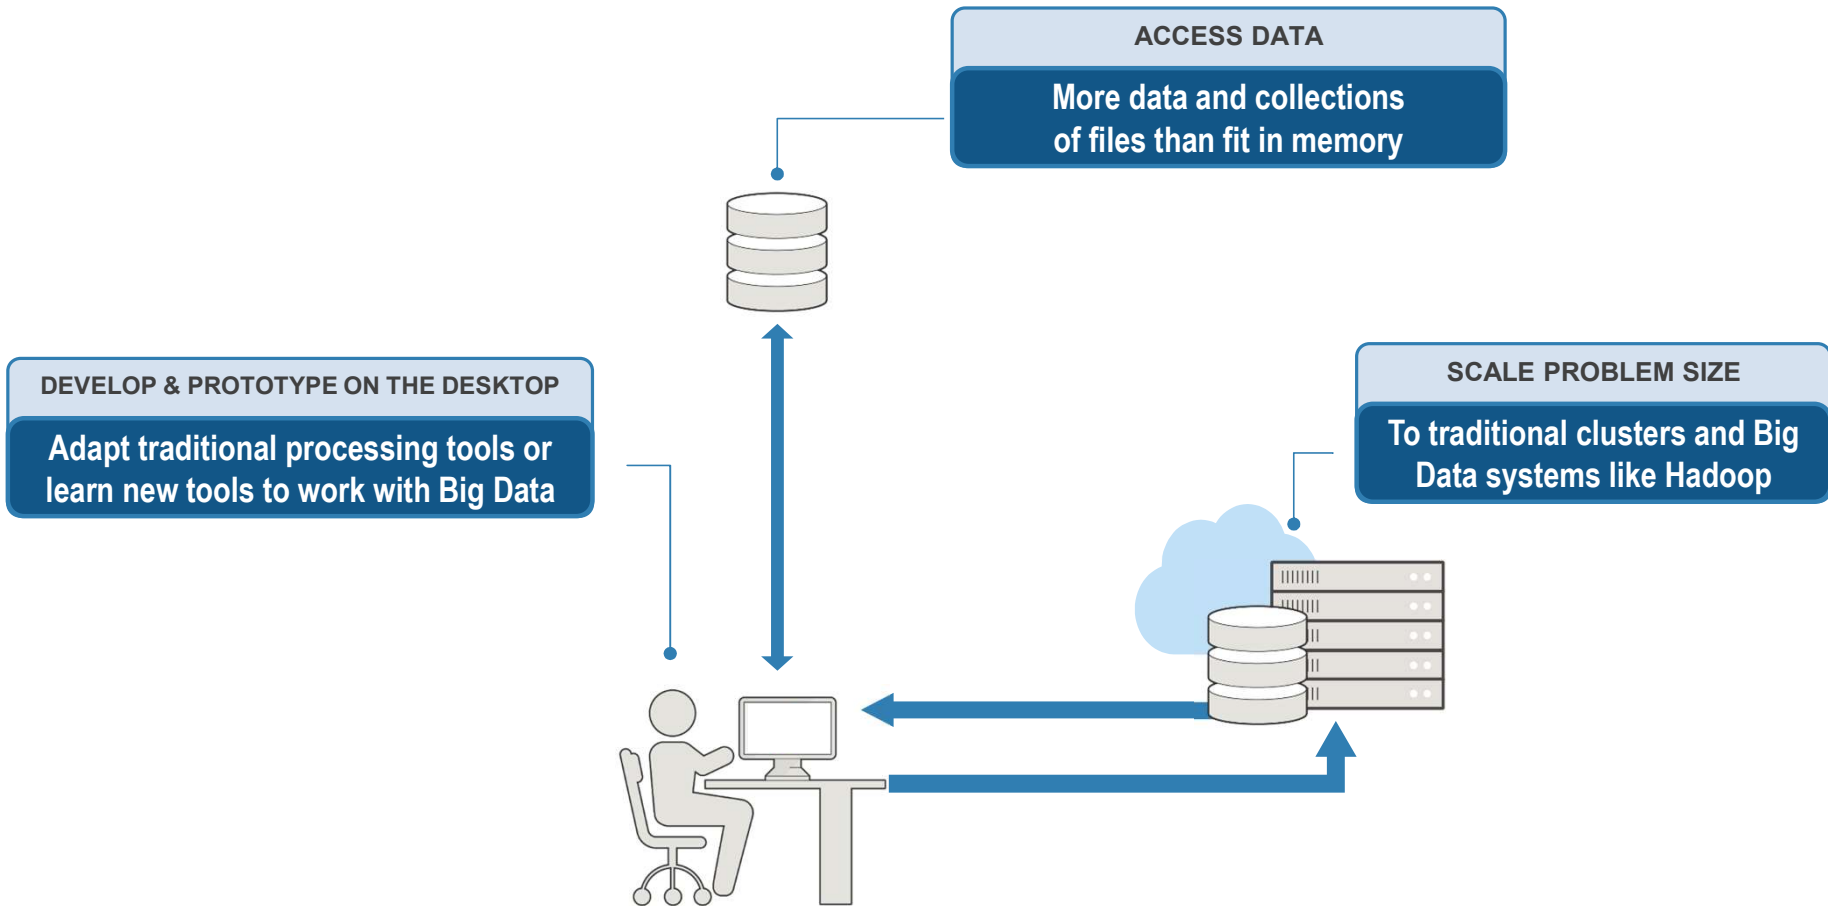 ACCESS DATA
More data and collections
of files than fit in memory
DEVELOP & PROTOTYPE ON THE DESKTOP
Adapt traditional processing tools or
learn new tools to work with Big Data
SCALE PROBLEM SIZE
To traditional clusters and Big
Data systems like Hadoop